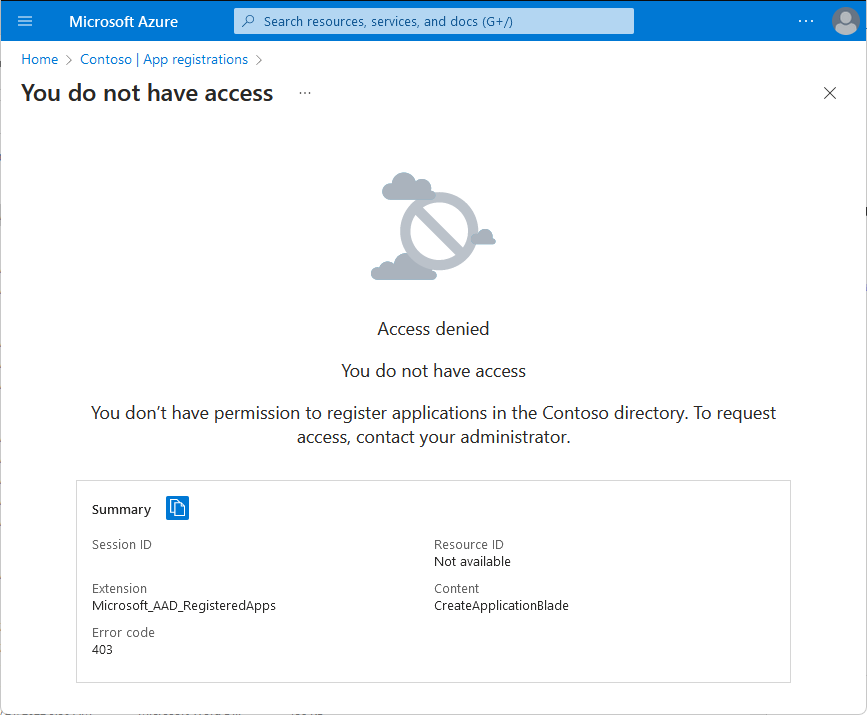 Microsoft Azure
Search resources, services, and docs (G+/)
Home > Contoso | App registrations >
You do not have access
Access denied
You do not have access
You don’t have permission to register applications in the Contoso directory. To request
access, contact your administrator.
Summary
Session ID
Resource ID
Not available
Extension
Microsoft_AAD_RegisteredApps
Content
CreateApplicationBlade
Error code
403